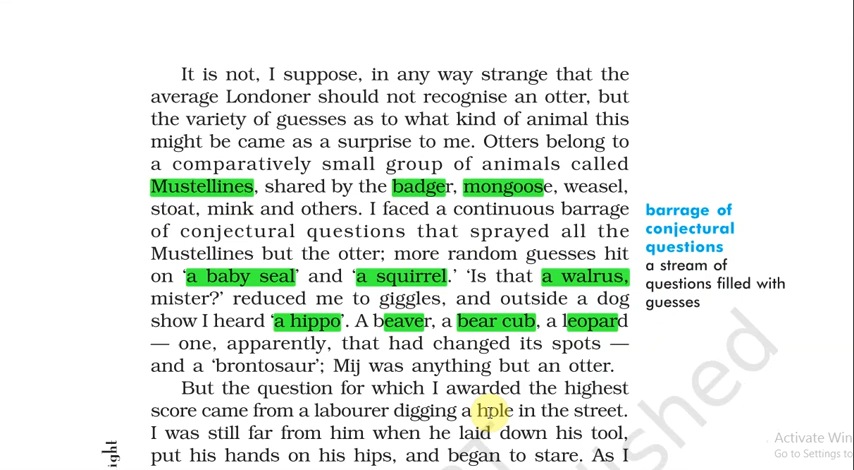 It is not, I suppose, in any way strange that the
average Londoner should not recognise an otter, but
the variety of guesses as to what kind of animal this
might be came as a surprise to me. Otters belong to
a comparatively small group of animals called
Mustellines, shared by the badger, mongoose, weasel,
stoat, mink and others. I faced a continuous barrage
of conjectural questions that sprayed all the
Mustellines but the otter; more random guesses hit
on ‘a baby seal’ and ‘a squirrel.’ ‘Is that a walrus,
mister?’ reduced me to giggles, and outside a dog
show I heard ‘a hippo’. A beaver, a bear cub, a leopard
— one, apparently, that had changed its spots —
and a ‘brontosaur’; Mij was anything but an otter.
But the question for which I awarded the highest
score came from a labourer digging a hole in the street.
I was still far from him when he laid down his tool,
put his hands on his hips, and began to stare. As I
barrage of
conjectural
questions
a stream of
questions filled with
guesses
ight
shed
Activate Win
Go to Settings to